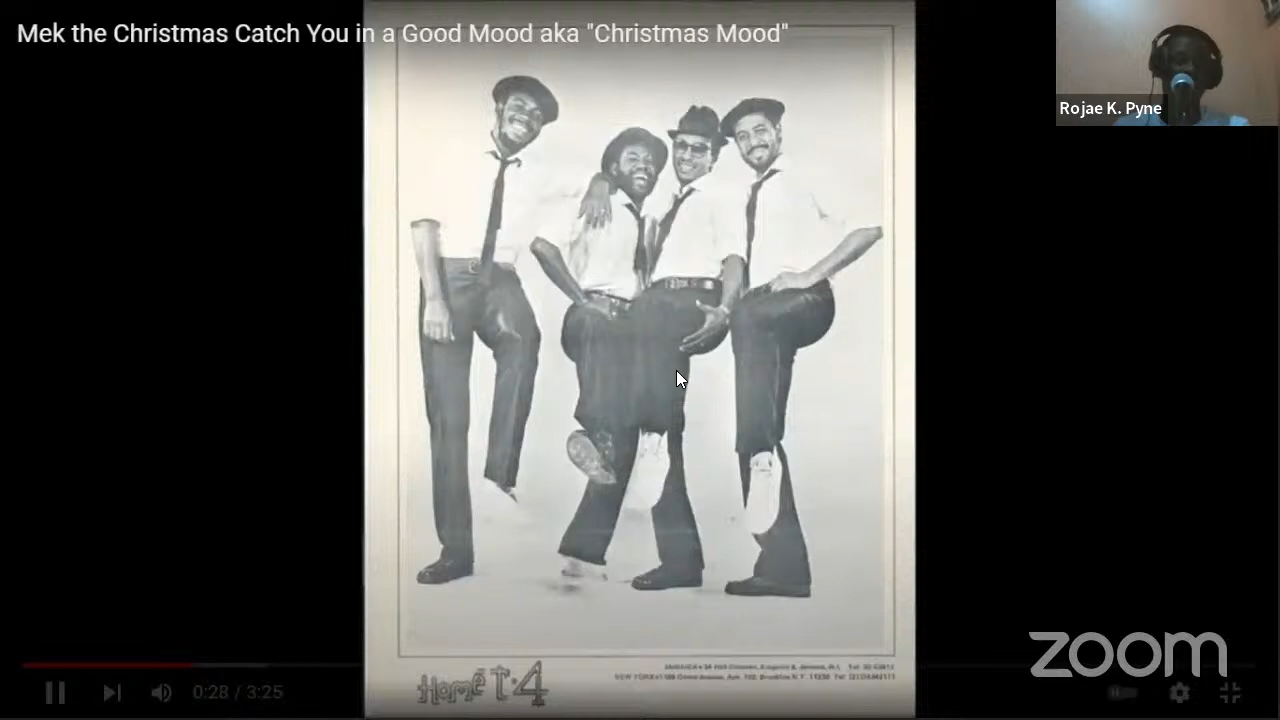 Mek the Christmas Catch You in a Good Mood aka "Christmas Mood"
Rojae K. Pyne
Home t·4
zoom
0:28 / 3:25